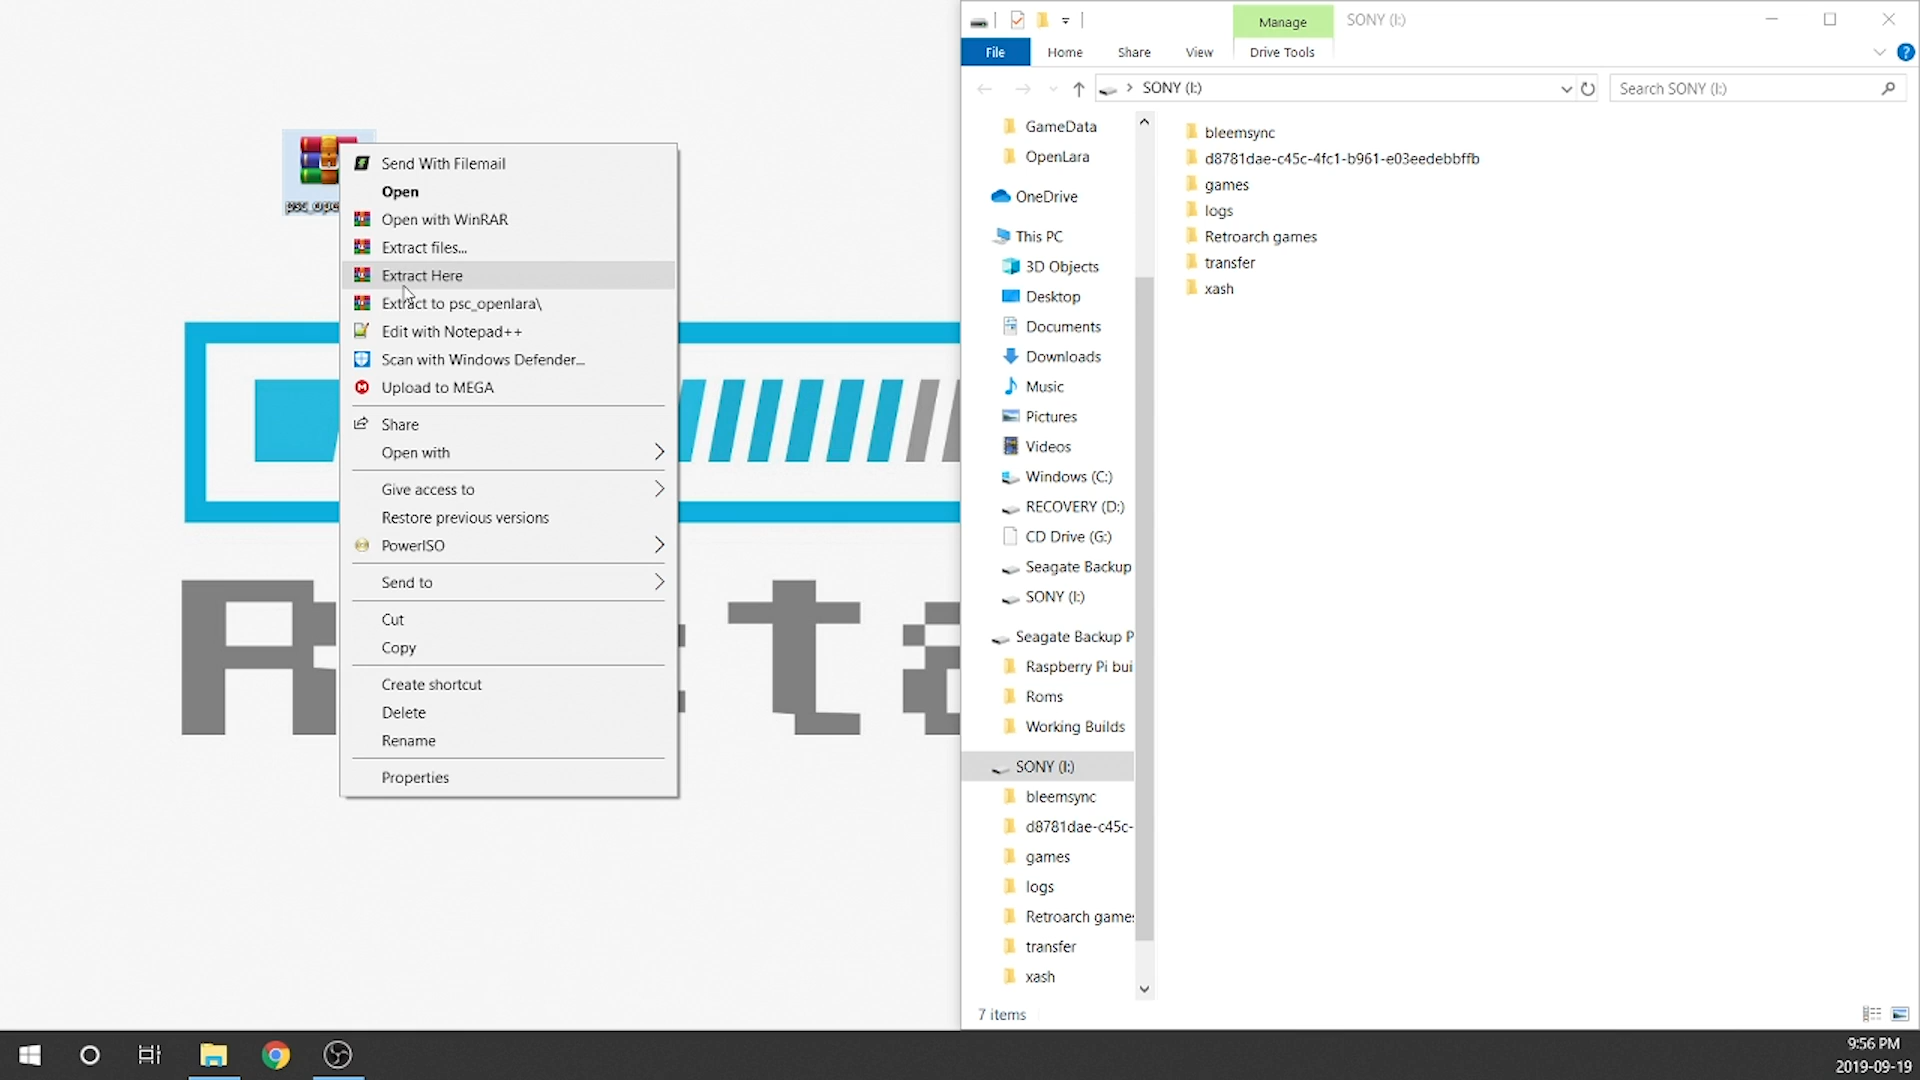 psc_ope
Send With Filemail
Open
Open with WinRAR
Extract files...
Extract Here
Extract to psc_openlara\
Edit with Notepad++
Scan with Windows Defender...
Upload to MEGA
Share
Open with
Give access to
Restore previous versions
PowerISO
Send to
Cut
Copy
Create shortcut
Delete
Rename
Properties
Manage
SONY (I:)
File
Home
Share
View
Drive Tools
SONY (I:)
Search SONY (I:)
GameData
OpenLara
OneDrive
This PC
3D Objects
Desktop
Documents
Downloads
Music
Pictures
Videos
Windows (C:)
RECOVERY (D:)
CD Drive (G:)
Seagate Backup
SONY (I:)
Seagate Backup P
Raspberry Pi bui
Roms
Working Builds
SONY (I:)
bleemsync
d8781dae-c45c-
games
logs
Retroarch games
transfer
xash
bleemsync
d8781dae-c45c-4fc1-b961-e03eedebbffb
games
logs
Retroarch games
transfer
xash
7 items
9:56 PM
2019-09-19